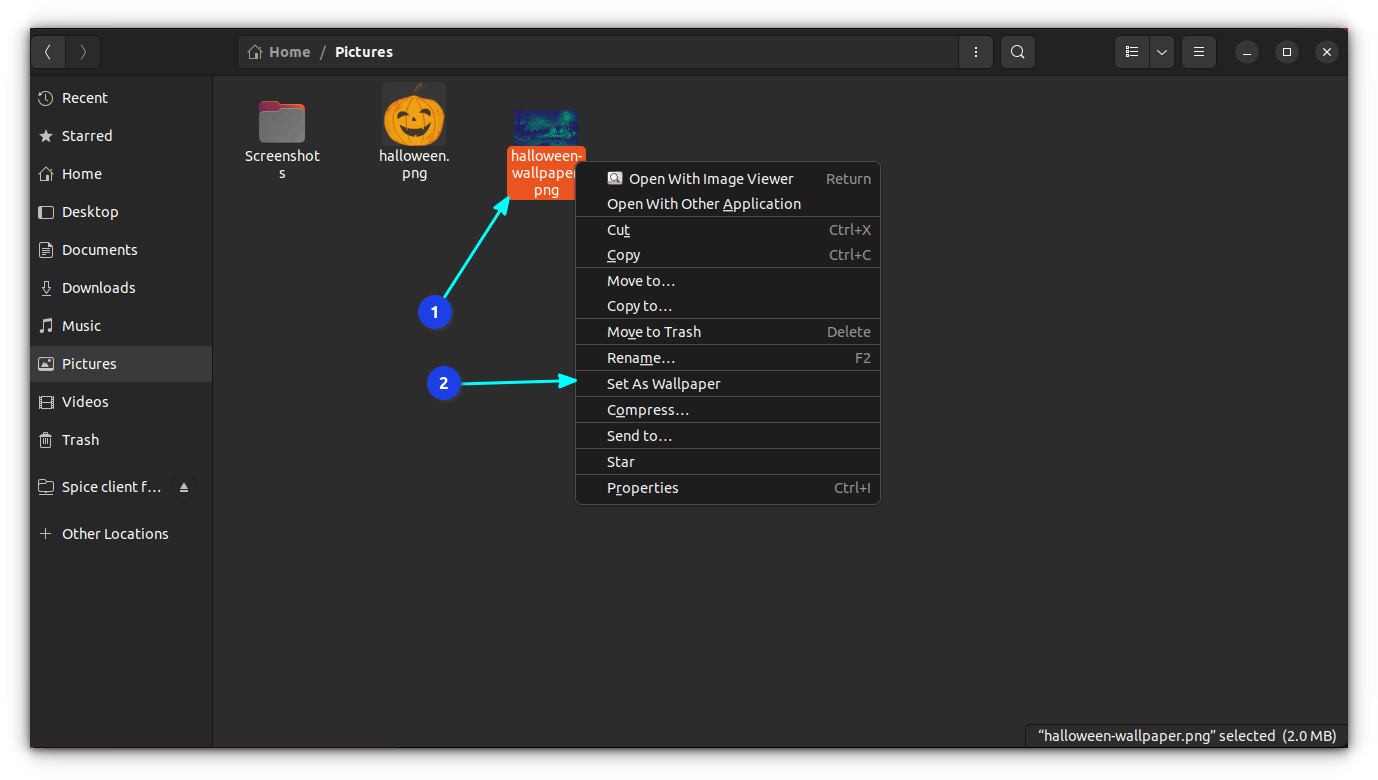 Home / Pictures
Recent
Starred
Home
Desktop
Documents
Downloads
Music
Pictures
Videos
Trash
Spice client f…
Other Locations
Screenshot
s
halloween.
png
halloween-
wallpaper.
png
Open With Image Viewer Return
Open With Other Application
Cut Ctrl+X
Copy Ctrl+C
Move to…
Copy to…
Move to Trash Delete
Rename… F2
Set As Wallpaper
Compress…
Send to…
Star
Properties Ctrl+I
1
2
“halloween-wallpaper.png” selected (2.0 MB)